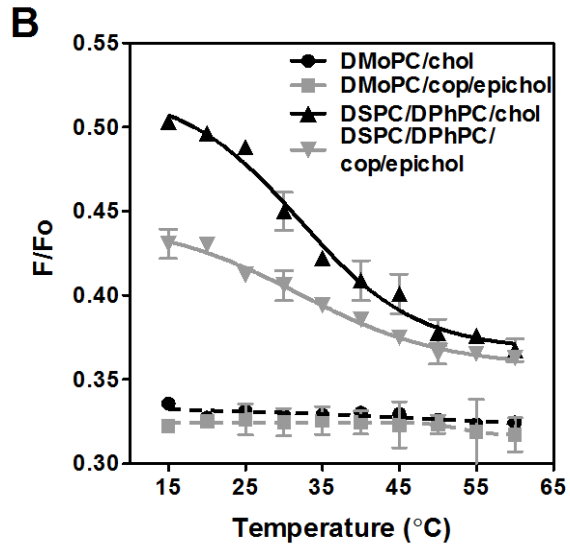 B
DMoPC/chol
DMoPC/cop/epichol
DSPC/DPhPC/chol
DSPC/DPhPC/
cop/epichol
F/Fo
0.55
0.50
0.45
0.40
0.35
0.30
15 25 35 45 55 65
Temperature (°C)